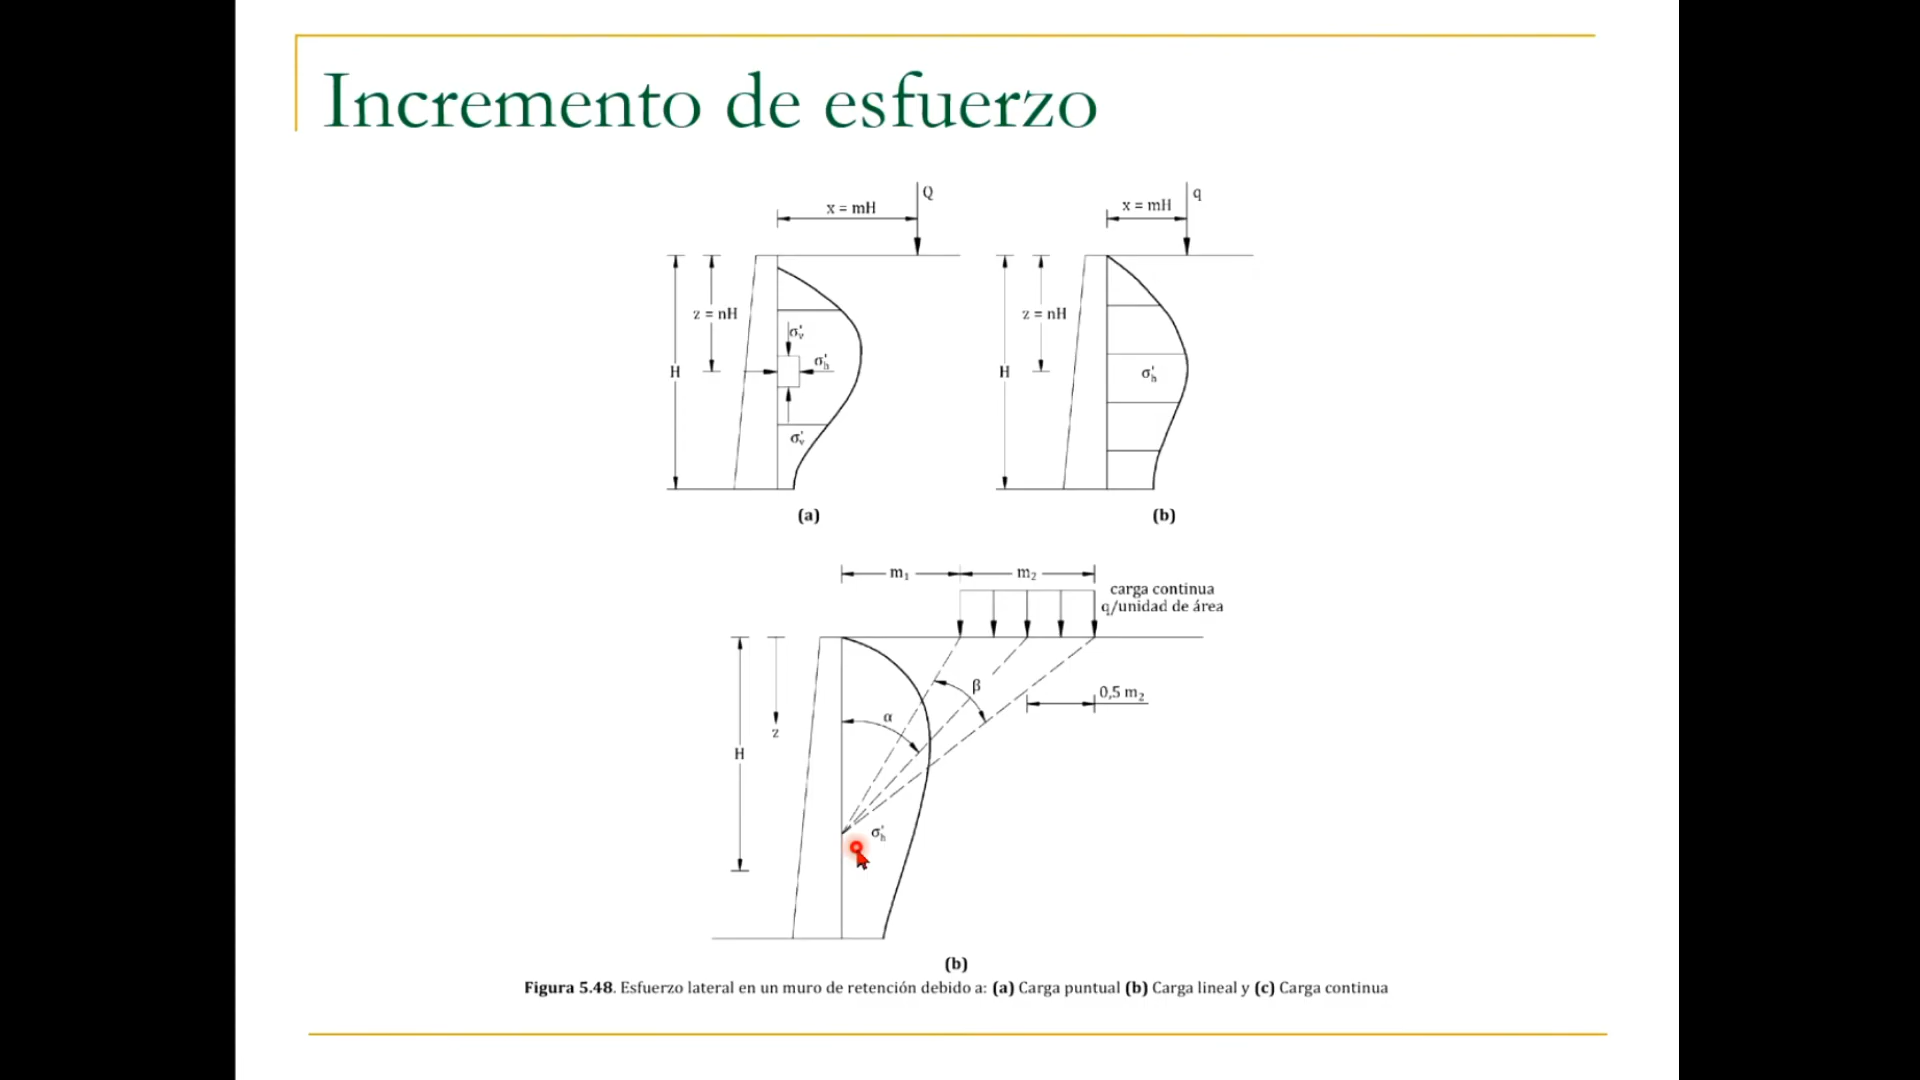 Incremento de esfuerzo
x = mH
Q
z = nH
H
σ'v
σ'h
σ'v
(a)
x = mH
q
z = nH
H
σ'h
(b)
m₁
m₂
carga continua
q/unidad de área
β
0,5 m₂
α
z
H
σ'h
(b)
Figura 5.48. Esfuerzo lateral en un muro de retención debido a: (a) Carga puntual (b) Carga lineal y (c) Carga continua